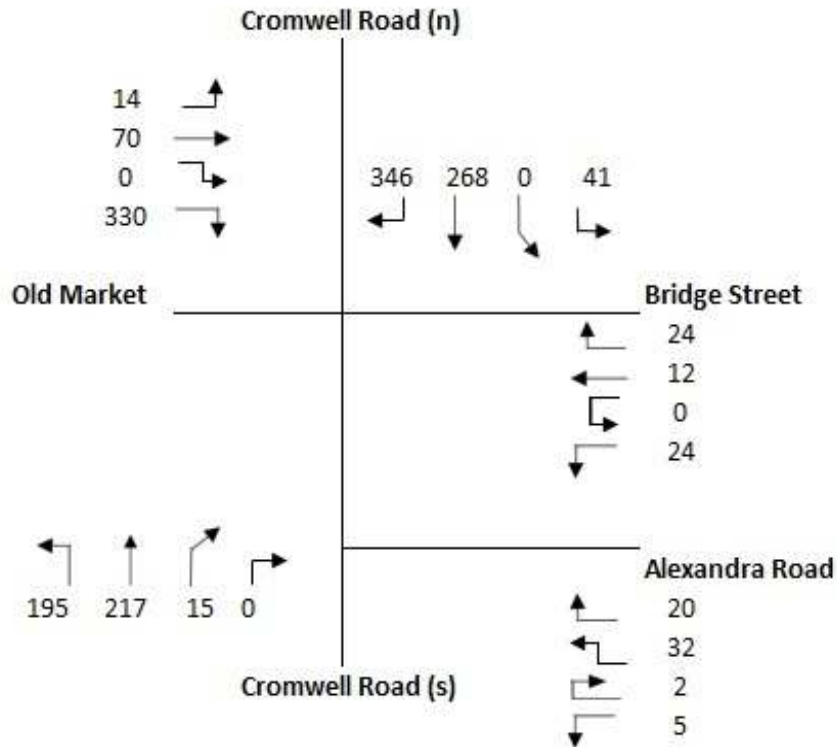 Cromwell Road (n)
14
70
0
330
346 268 0 41
Old Market
Bridge Street
24
12
0
24
195 217 15 0
Alexandra Road
20
32
2
5
Cromwell Road (s)